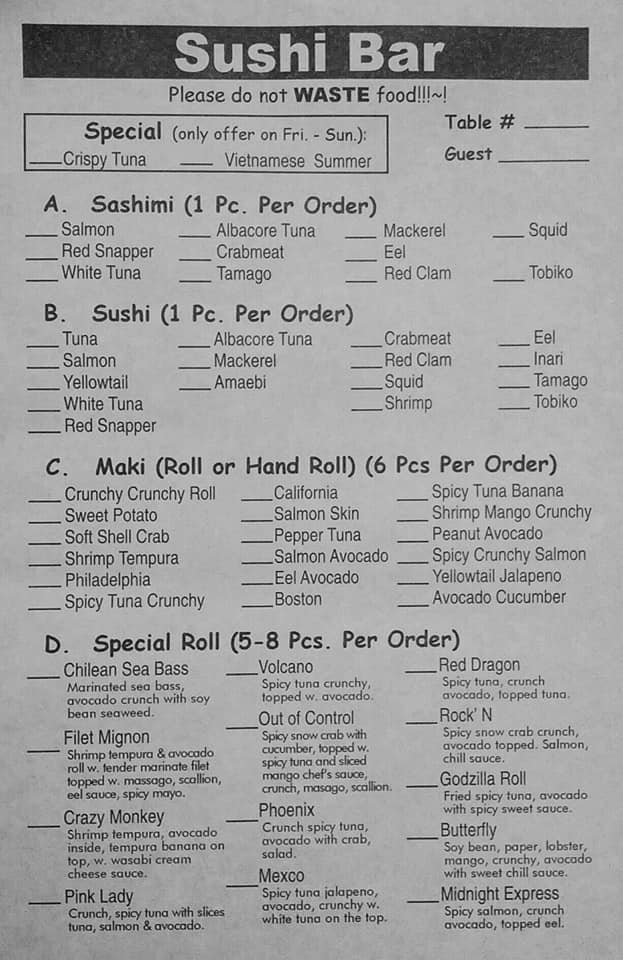 Sushi Bar
Please do not WASTE food!!!~!
Special (only offer on Fri. - Sun.):
Crispy Tuna Vietnamese Summer
Table #
Guest
A. Sashimi (1 Pc. Per Order)
Salmon Albacore Tuna Mackerel Squid
Red Snapper Crabmeat Eel
White Tuna Tamago Red Clam Tobiko
B. Sushi (1 Pc. Per Order)
Tuna Albacore Tuna Crabmeat Eel
Salmon Mackerel Red Clam Inari
Yellowtail Amaebi Squid Tamago
White Tuna Shrimp Tobiko
Red Snapper
C. Maki (Roll or Hand Roll) (6 Pcs Per Order)
Crunchy Crunchy Roll California Spicy Tuna Banana
Sweet Potato Salmon Skin Shrimp Mango Crunchy
Soft Shell Crab Pepper Tuna Peanut Avocado
Shrimp Tempura Salmon Avocado Spicy Crunchy Salmon
Philadelphia Eel Avocado Yellowtail Jalapeno
Spicy Tuna Crunchy Boston Avocado Cucumber
D. Special Roll (5-8 Pcs. Per Order)
Chilean Sea Bass
Marinated sea bass,
avocado crunch with soy
bean seaweed.
Filet Mignon
Shrimp tempura & avocado
roll w. tender marinate filet
topped w. massago, scallion,
eel sauce, spicy mayo.
Crazy Monkey
Shrimp tempura, avocado
inside, tempura banana on
top, w. wasabi cream
cheese sauce.
Pink Lady
Crunch, spicy tuna with slices
tuna, salmon & avocado.
Volcano
Spicy tuna crunchy,
topped w. avocado.
Out of Control
Spicy snow crab with
cucumber, topped w.
spicy tuna and sliced
mango chef's sauce,
crunch, masago, scallion.
Phoenix
Crunch spicy tuna,
avocado with crab,
salad.
Mexco
Spicy tuna jalapeno,
avocado, crunchy w.
white tuna on the top.
Red Dragon
Spicy tuna, crunch
avocado, topped tuna.
Rock' N
Spicy snow crab crunch,
avocado topped. Salmon,
chill sauce.
Godzilla Roll
Fried spicy tuna, avocado
with spicy sweet sauce.
Butterfly
Soy bean, paper, lobster,
mango, crunchy, avocado
with sweet chill sauce.
Midnight Express
Spicy salmon, crunch
avocado, topped eel.